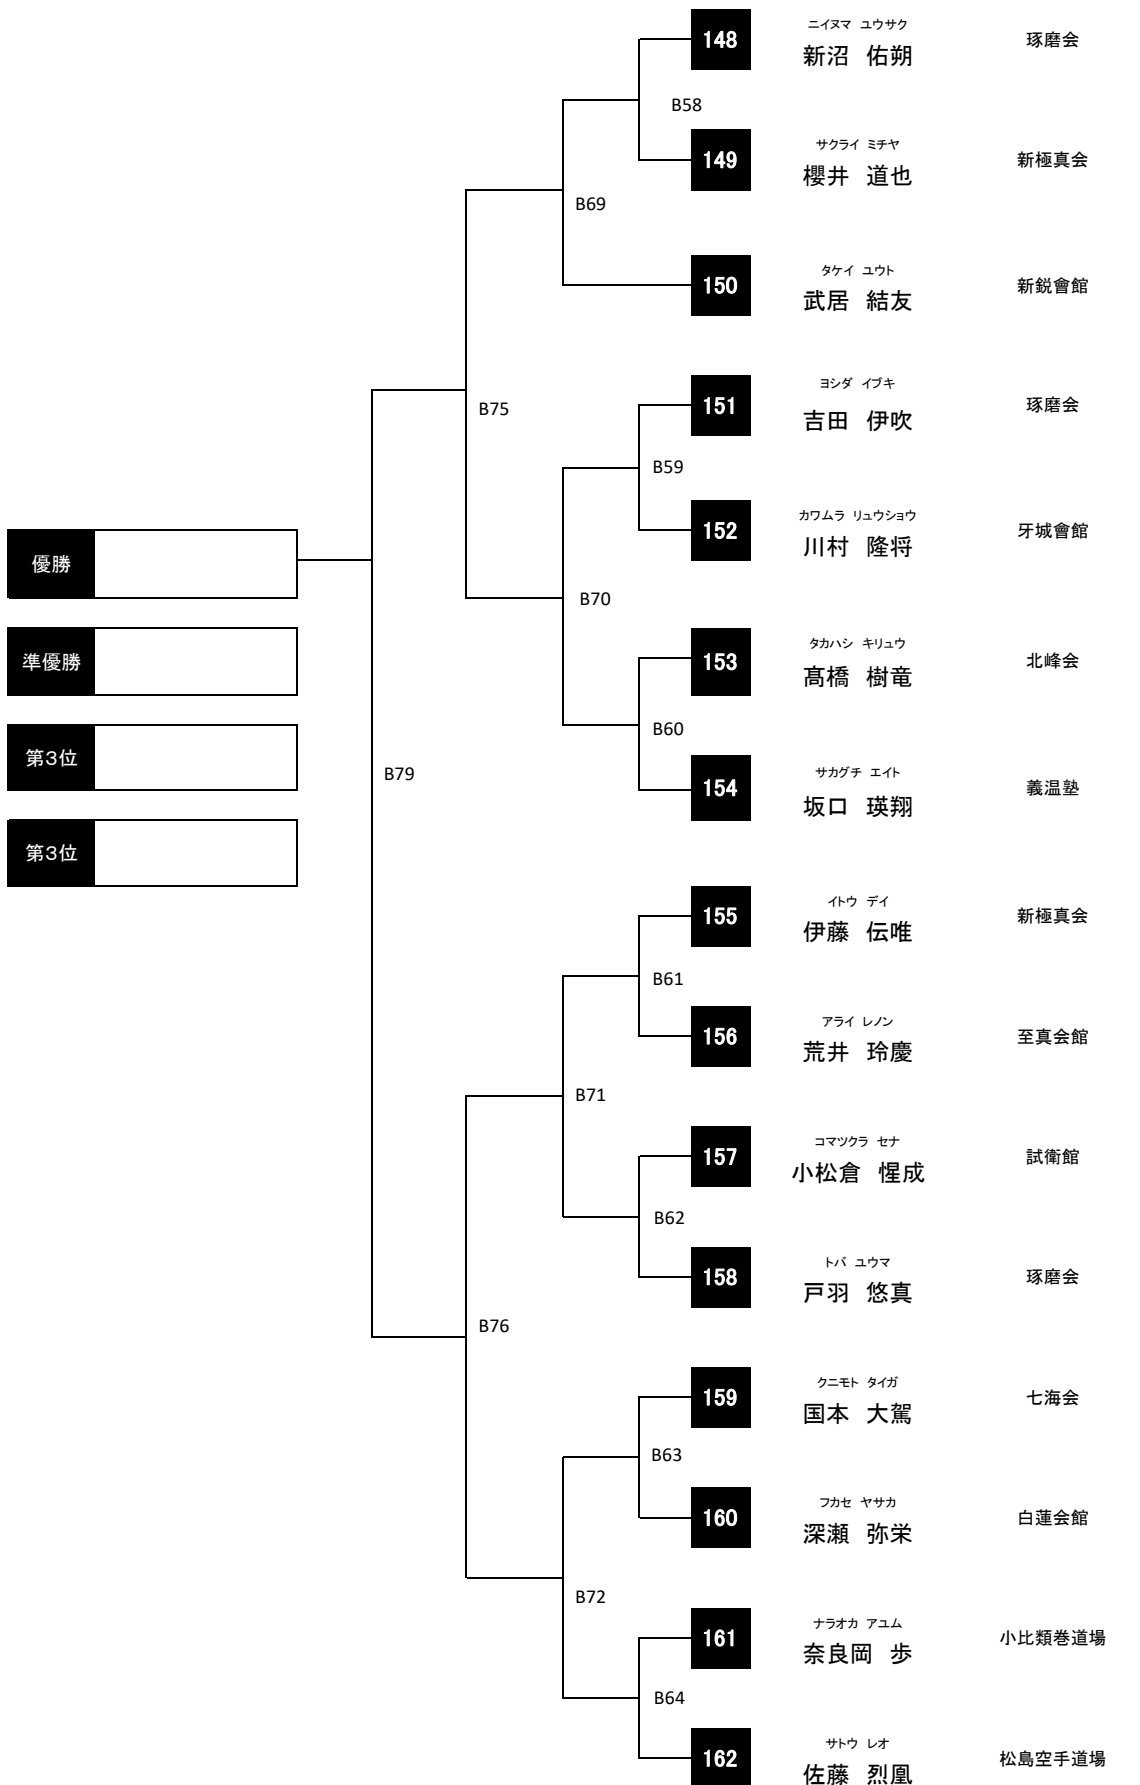 ニイヌマ ユウサク
148 新沼 佑朔 琢磨会
B58
サクライ ミチヤ
149 櫻井 道也 新極真会
B69
タケイ ユウト
150 武居 結友 新鋭會館
ヨシダ イブキ
151 吉田 伊吹 琢磨会
B75
B59
カワムラ リュウショウ
152 川村 隆将 牙城會館
優勝
B70
タカハシ キリュウ
153 髙橋 樹竜 北峰会
準優勝
B60
第3位
B79
サカグチ エイト
154 坂口 瑛翔 義温塾
第3位
イトウ デイ
155 伊藤 伝唯 新極真会
B61
アライ レノン
156 荒井 玲慶 至真会館
B71
コマツクラ セナ
157 小松倉 惺成 試衛館
B62
トバ ユウマ
158 戸羽 悠真 琢磨会
B76
クニモト タイガ
159 国本 大駕 七海会
B63
フカセ ヤサカ
160 深瀬 弥栄 白蓮会館
B72
ナラオカ アユム
161 奈良岡 歩 小比類巻道場
B64
サトウ レオ
162 佐藤 烈凰 松島空手道場